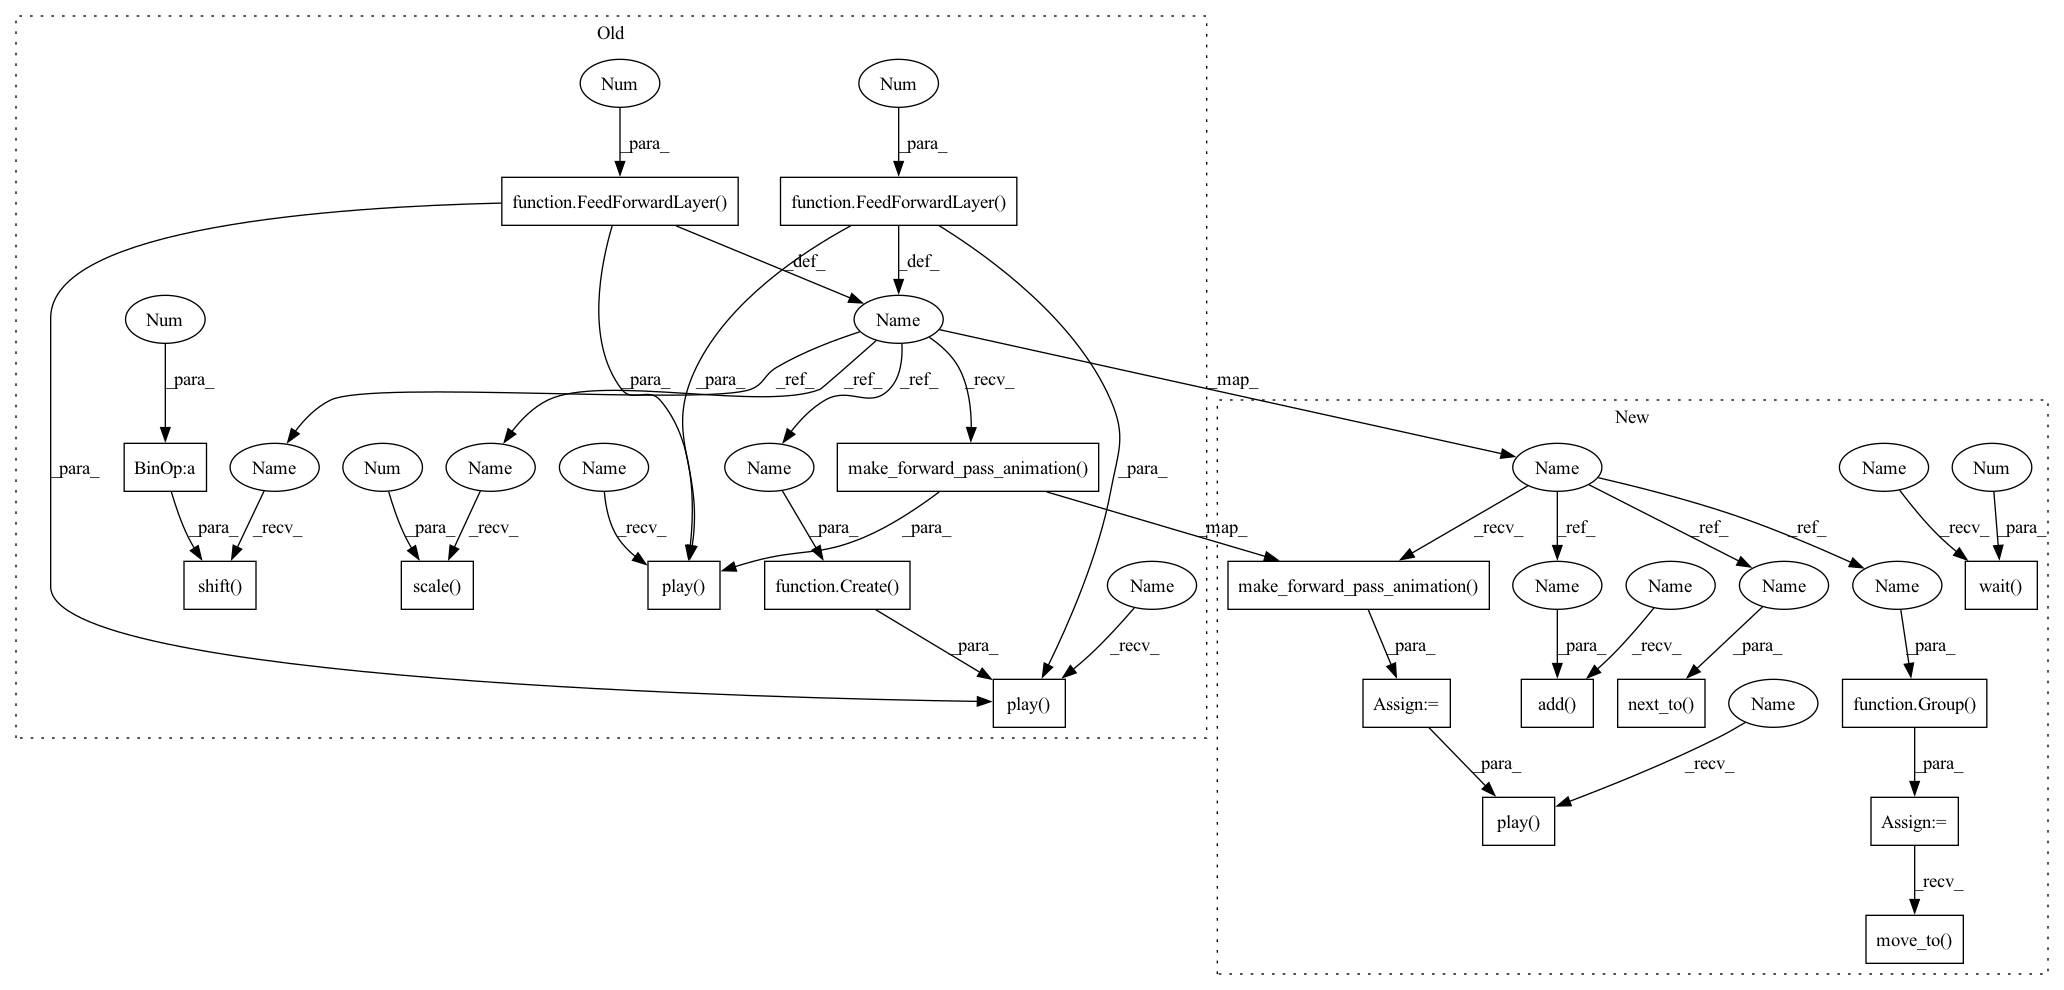 Old
Num
Num
_para_
_para_
function.FeedForwardLayer()
function.FeedForwardLayer()
_def_
_def_
Num
Name
_para_
_para_
_para_
_ref_
_ref_
_ref_
_recv_
_map_
New
_para_
BinOp:a
Name
Num
Name
Name
Name
make_forward_pass_animation()
_para_
Name
Name
Num
_para_
_recv_
_para_
_recv_
_recv_
_para_
_para_
_map_
_recv_
_ref_
_ref_
_ref_
_recv_
_para_
shift()
scale()
play()
function.Create()
Name
make_forward_pass_animation()
Name
Name
Name
Name
wait()
_para_
_recv_
_para_
_para_
_recv_
_para_
_para_
play()
Assign:=
add()
next_to()
Name
function.Group()
_para_
_recv_
_para_
play()
Assign:=
_recv_
move_to()